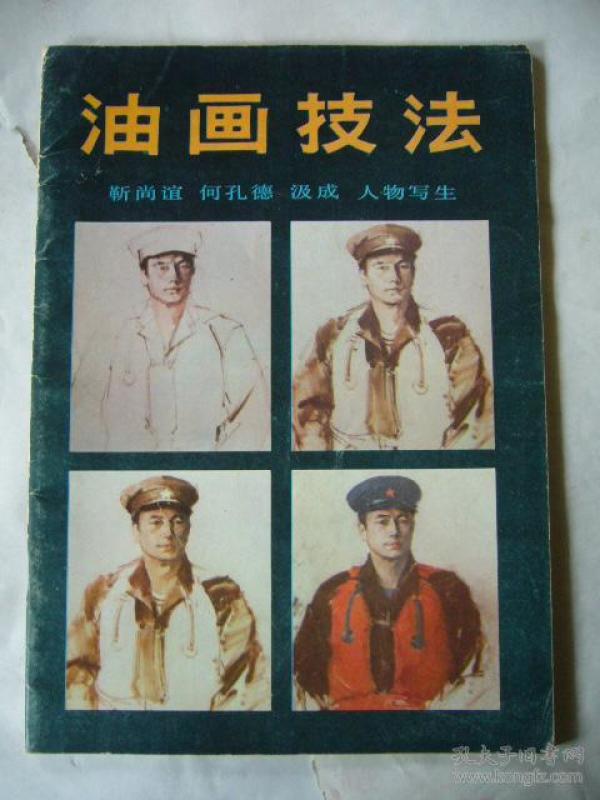 油画技法
靳尚谊 何孔德 汲成 人物写生
孔夫子旧书网
www.kongfz.com